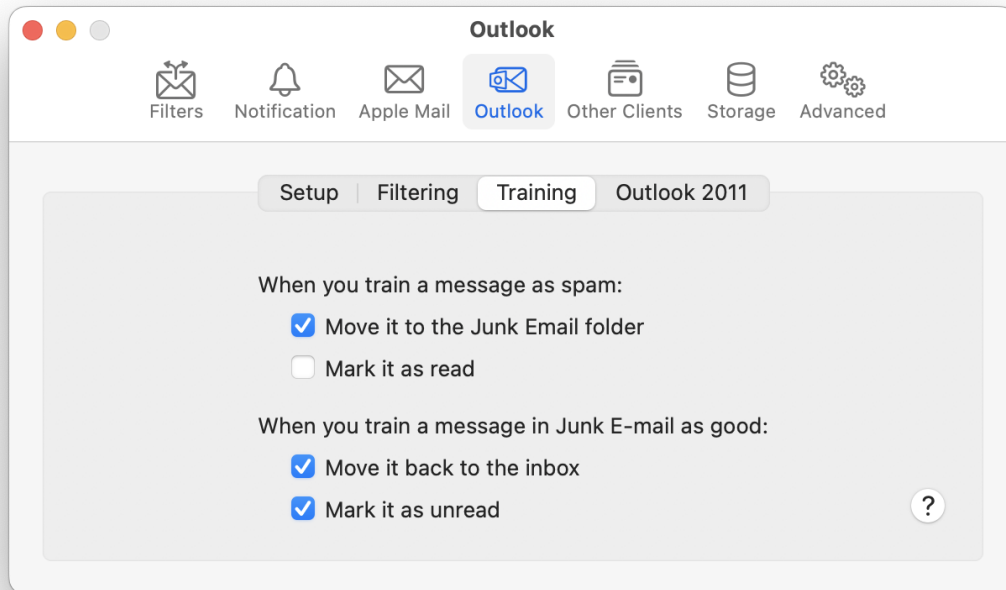 Outlook
Filters Notification Apple Mail Outlook Other Clients Storage Advanced
Setup Filtering Training Outlook 2011
When you train a message as spam:
Move it to the Junk Email folder
Mark it as read
When you train a message in Junk E-mail as good:
Move it back to the inbox
Mark it as unread
?